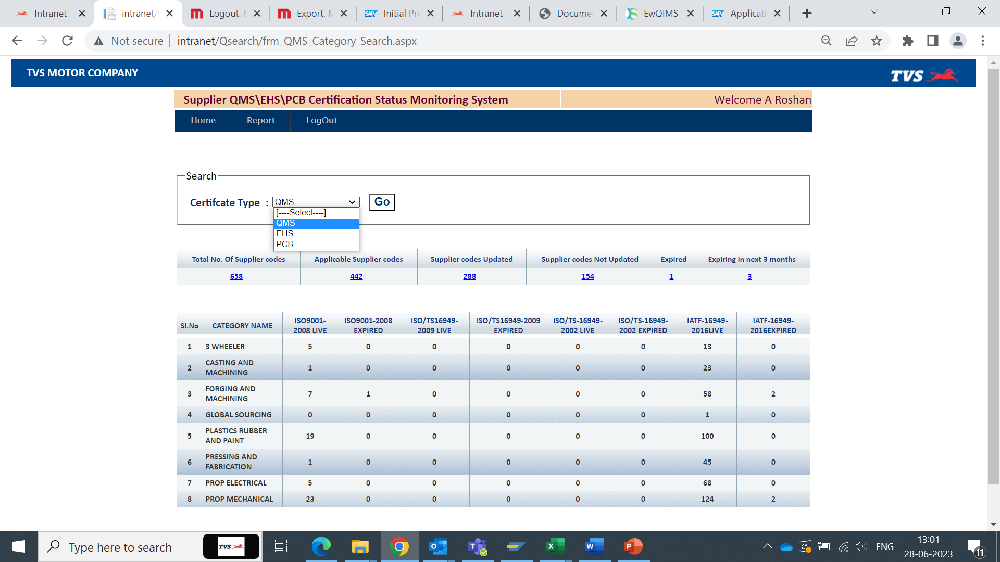 Intranet
intranet/
Logout.
Export.
Initial Pri
Intranet
Docume
EwQIMS
Applicati
Not secure
intranet/Qsearch/frm_QMS_Category_Search.aspx
TVS MOTOR COMPANY
TVS
Supplier QMS\EHS\PCB Certification Status Monitoring System
Welcome A Roshan
Home Report LogOut
Search
Certifcate Type : QMS Go
[----Select----]
QMS
EHS
PCB
Total No. Of Supplier codes Applicable Supplier codes Supplier codes Updated Supplier codes Not Updated Expired Expiring in next 3 months
658 442 288 154 1 3
Sl.No CATEGORY NAME ISO9001-2008 LIVE ISO9001-2008 EXPIRED ISO/TS16949-2009 LIVE ISO/TS16949-2009 EXPIRED ISO/TS-16949-2002 LIVE ISO/TS-16949-2002 EXPIRED IATF-16949-2016LIVE IATF-16949-2016EXPIRED
1 3 WHEELER 5 0 0 0 0 0 13 0
2 CASTING AND MACHINING 1 0 0 0 0 0 23 0
3 FORGING AND MACHINING 7 1 0 0 0 0 58 2
4 GLOBAL SOURCING 0 0 0 0 0 0 1 0
5 PLASTICS RUBBER AND PAINT 19 0 0 0 0 0 100 0
6 PRESSING AND FABRICATION 1 0 0 0 0 0 45 0
7 PROP ELECTRICAL 5 0 0 0 0 0 68 0
8 PROP MECHANICAL 23 0 0 0 0 0 124 2
Type here to search
TVS
ENG
13:01
28-06-2023
11